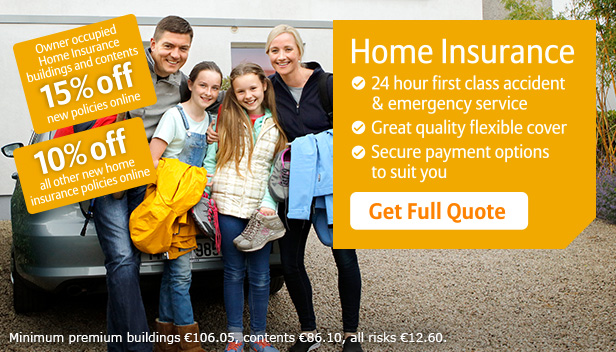 Owner occupied
Home Insurance
buildings and contents
15% off
new policies online
10% off
all other new home
insurance policies online
Home Insurance
24 hour first class accident
& emergency service
Great quality flexible cover
Secure payment options
to suit you
Get Full Quote
Minimum premium buildings €106.05, contents €86.10, all risks €12.60.